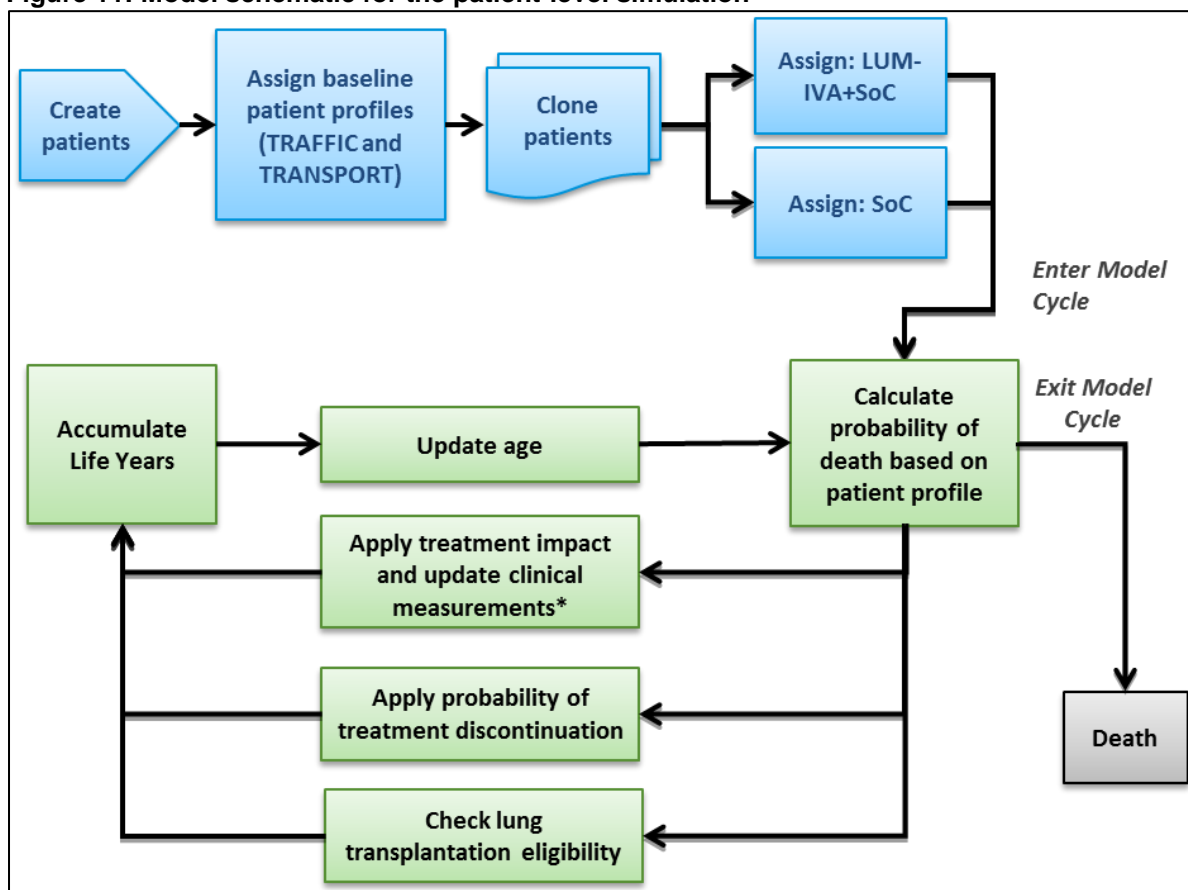 Create
patients
Assign baseline
patient profiles
(TRAFFIC and
TRANSPORT)
Clone
patients
Assign: LUM-
IVA+SoC
Assign: SoC
Enter Model
Cycle
Accumulate
Life Years
Update age
Calculate
probability of
death based on
patient profile
Exit Model
Cycle
Apply treatment impact
and update clinical
measurements*
Apply probability of
treatment discontinuation
Check lung
transplantation eligibility
Death